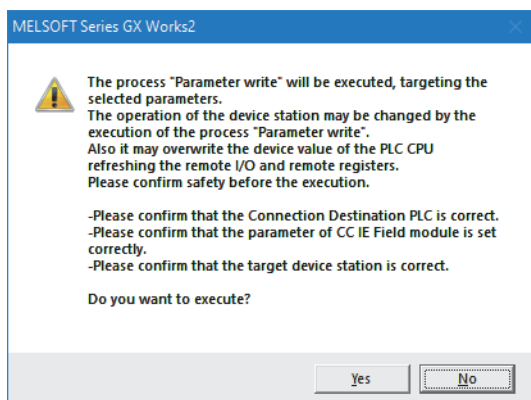 MELSOFT Series GX Works2
The process "Parameter write" will be executed, targeting the
selected parameters.
The operation of the device station may be changed by the
execution of the process "Parameter write".
Also it may overwrite the device value of the PLC CPU
refreshing the remote I/O and remote registers.
Please confirm safety before the execution.
-Please confirm that the Connection Destination PLC is correct.
-Please confirm that the parameter of CC IE Field module is set
correctly.
-Please confirm that the target device station is correct.
Do you want to execute?
Yes No